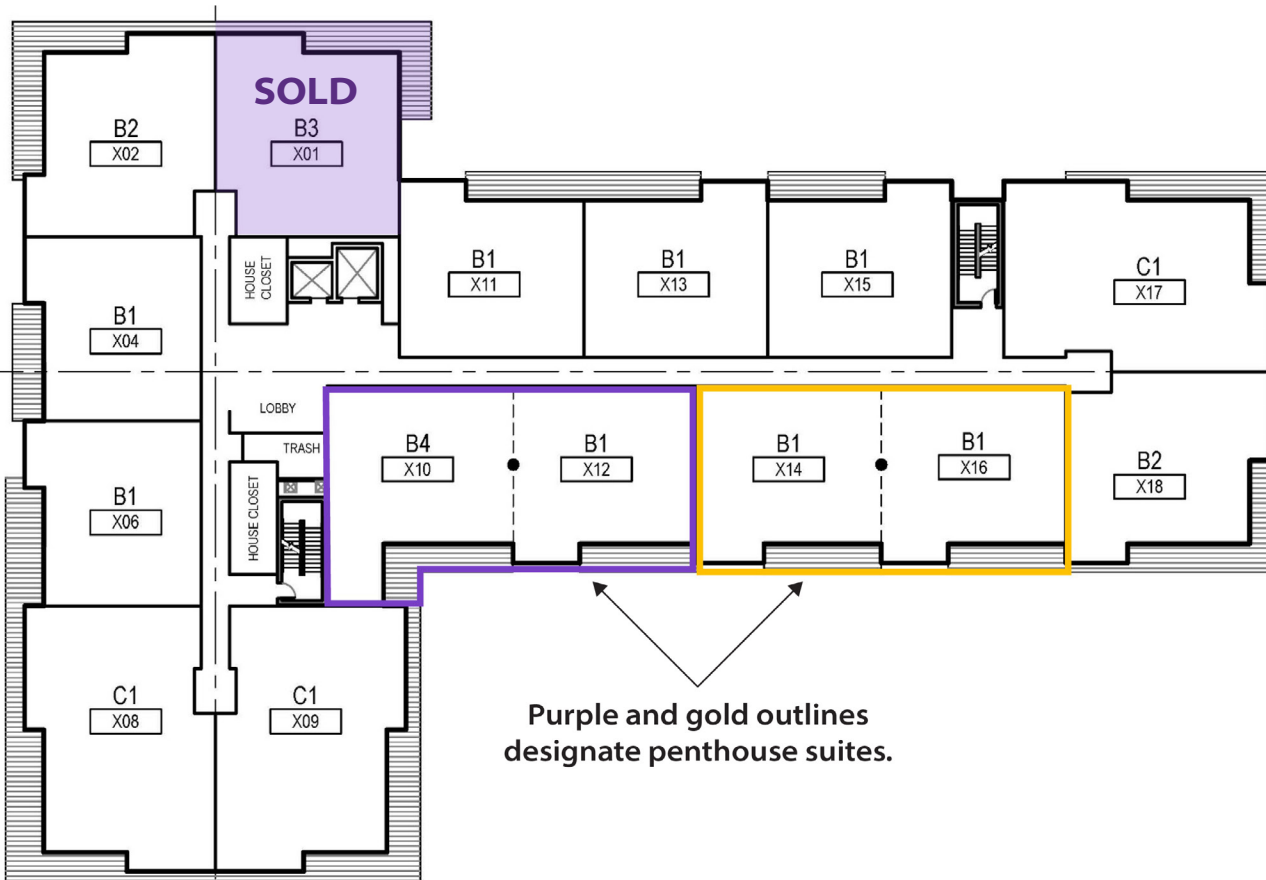 SOLD
B2
X02
B3
X01
HOUSE
CLOSET
B1
X11
B1
X13
B1
X15
C1
X17
B1
X04
LOBBY
TRASH
B4
X10
B1
X12
B1
X14
B1
X16
B2
X18
B1
X06
HOUSE CLOSET
C1
X08
C1
X09
Purple and gold outlines
designate penthouse suites.